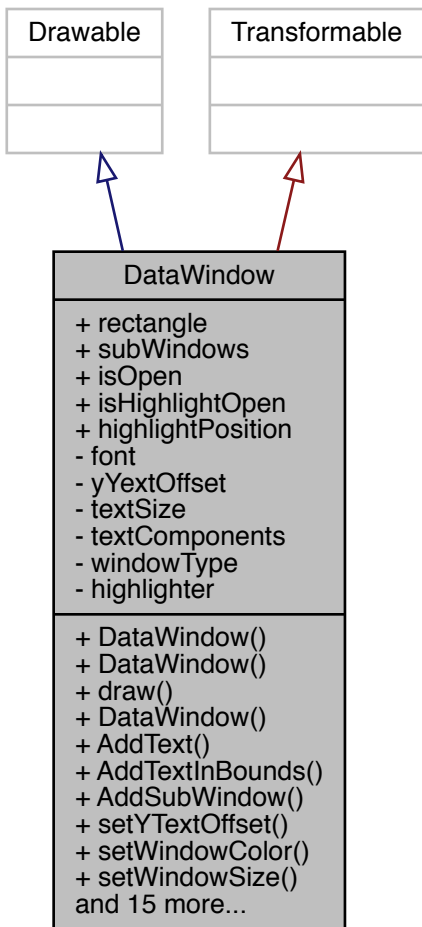 Drawable
Transformable
DataWindow
+ rectangle
+ subWindows
+ isOpen
+ isHighlightOpen
+ highlightPosition
- font
- yYextOffset
- textSize
- textComponents
- windowType
- highlighter
+ DataWindow()
+ DataWindow()
+ draw()
+ DataWindow()
+ AddText()
+ AddTextInBounds()
+ AddSubWindow()
+ setYTextOffset()
+ setWindowColor()
+ setWindowSize()
and 15 more...